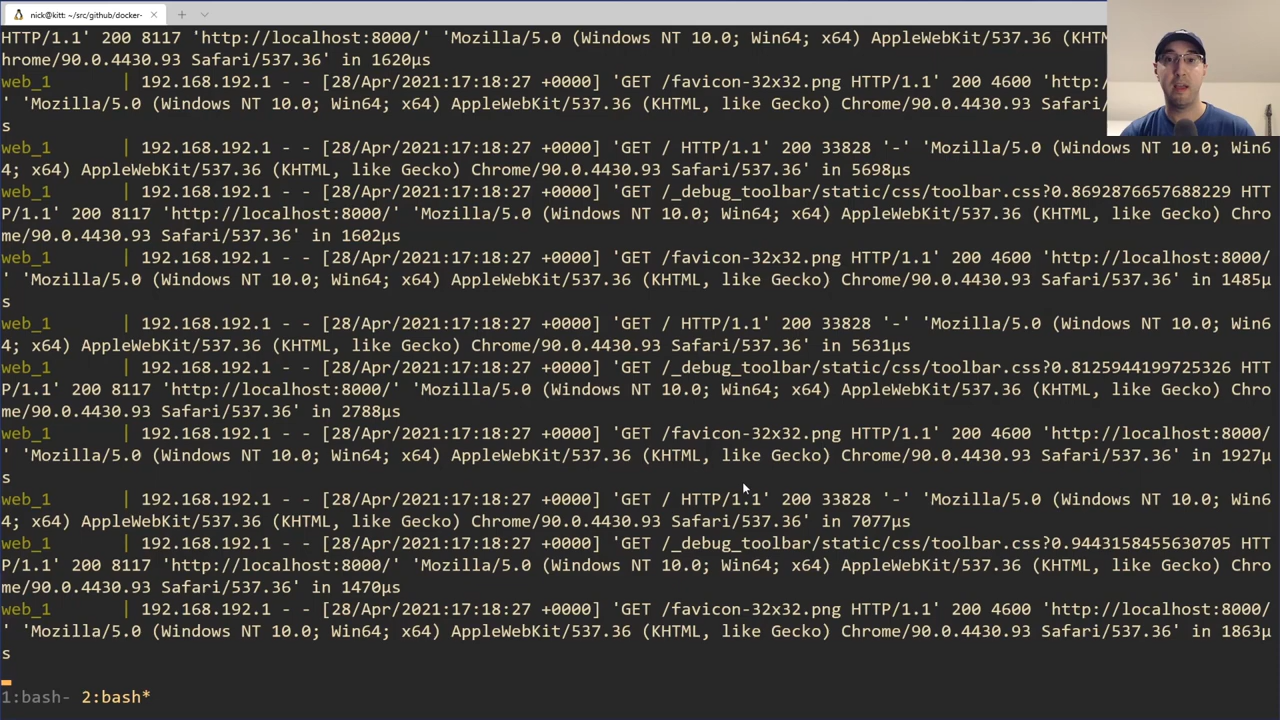 nick@kitt: ~/src/github/docker-
HTTP/1.1' 200 8117 'http://localhost:8000/' 'Mozilla/5.0 (Windows NT 10.0; Win64; x64) AppleWebKit/537.36 (KHTM
hrome/90.0.4430.93 Safari/537.36' in 1620µs
web_1 | 192.168.192.1 - - [28/Apr/2021:17:18:27 +0000] 'GET /favicon-32x32.png HTTP/1.1' 200 4600 'http:/
' 'Mozilla/5.0 (Windows NT 10.0; Win64; x64) AppleWebKit/537.36 (KHTML, like Gecko) Chrome/90.0.4430.93 Safari/
s
web_1 | 192.168.192.1 - - [28/Apr/2021:17:18:27 +0000] 'GET / HTTP/1.1' 200 33828 '-' 'Mozilla/5.0 (Windows NT 10.0; Win6
4; x64) AppleWebKit/537.36 (KHTML, like Gecko) Chrome/90.0.4430.93 Safari/537.36' in 5698µs
web_1 | 192.168.192.1 - - [28/Apr/2021:17:18:27 +0000] 'GET /_debug_toolbar/static/css/toolbar.css?0.8692876657688229 HTT
P/1.1' 200 8117 'http://localhost:8000/' 'Mozilla/5.0 (Windows NT 10.0; Win64; x64) AppleWebKit/537.36 (KHTML, like Gecko) Chro
me/90.0.4430.93 Safari/537.36' in 1602µs
web_1 | 192.168.192.1 - - [28/Apr/2021:17:18:27 +0000] 'GET /favicon-32x32.png HTTP/1.1' 200 4600 'http://localhost:8000/
' 'Mozilla/5.0 (Windows NT 10.0; Win64; x64) AppleWebKit/537.36 (KHTML, like Gecko) Chrome/90.0.4430.93 Safari/537.36' in 1485µ
s
web_1 | 192.168.192.1 - - [28/Apr/2021:17:18:27 +0000] 'GET / HTTP/1.1' 200 33828 '-' 'Mozilla/5.0 (Windows NT 10.0; Win6
4; x64) AppleWebKit/537.36 (KHTML, like Gecko) Chrome/90.0.4430.93 Safari/537.36' in 5631µs
web_1 | 192.168.192.1 - - [28/Apr/2021:17:18:27 +0000] 'GET /_debug_toolbar/static/css/toolbar.css?0.8125944199725326 HTT
P/1.1' 200 8117 'http://localhost:8000/' 'Mozilla/5.0 (Windows NT 10.0; Win64; x64) AppleWebKit/537.36 (KHTML, like Gecko) Chro
me/90.0.4430.93 Safari/537.36' in 2788µs
web_1 | 192.168.192.1 - - [28/Apr/2021:17:18:27 +0000] 'GET /favicon-32x32.png HTTP/1.1' 200 4600 'http://localhost:8000/
' 'Mozilla/5.0 (Windows NT 10.0; Win64; x64) AppleWebKit/537.36 (KHTML, like Gecko) Chrome/90.0.4430.93 Safari/537.36' in 1927µ
s
web_1 | 192.168.192.1 - - [28/Apr/2021:17:18:27 +0000] 'GET / HTTP/1.1' 200 33828 '-' 'Mozilla/5.0 (Windows NT 10.0; Win6
4; x64) AppleWebKit/537.36 (KHTML, like Gecko) Chrome/90.0.4430.93 Safari/537.36' in 7077µs
web_1 | 192.168.192.1 - - [28/Apr/2021:17:18:27 +0000] 'GET /_debug_toolbar/static/css/toolbar.css?0.9443158455630705 HTT
P/1.1' 200 8117 'http://localhost:8000/' 'Mozilla/5.0 (Windows NT 10.0; Win64; x64) AppleWebKit/537.36 (KHTML, like Gecko) Chro
me/90.0.4430.93 Safari/537.36' in 1470µs
web_1 | 192.168.192.1 - - [28/Apr/2021:17:18:27 +0000] 'GET /favicon-32x32.png HTTP/1.1' 200 4600 'http://localhost:8000/
' 'Mozilla/5.0 (Windows NT 10.0; Win64; x64) AppleWebKit/537.36 (KHTML, like Gecko) Chrome/90.0.4430.93 Safari/537.36' in 1863µ
s
1:bash- 2:bash*